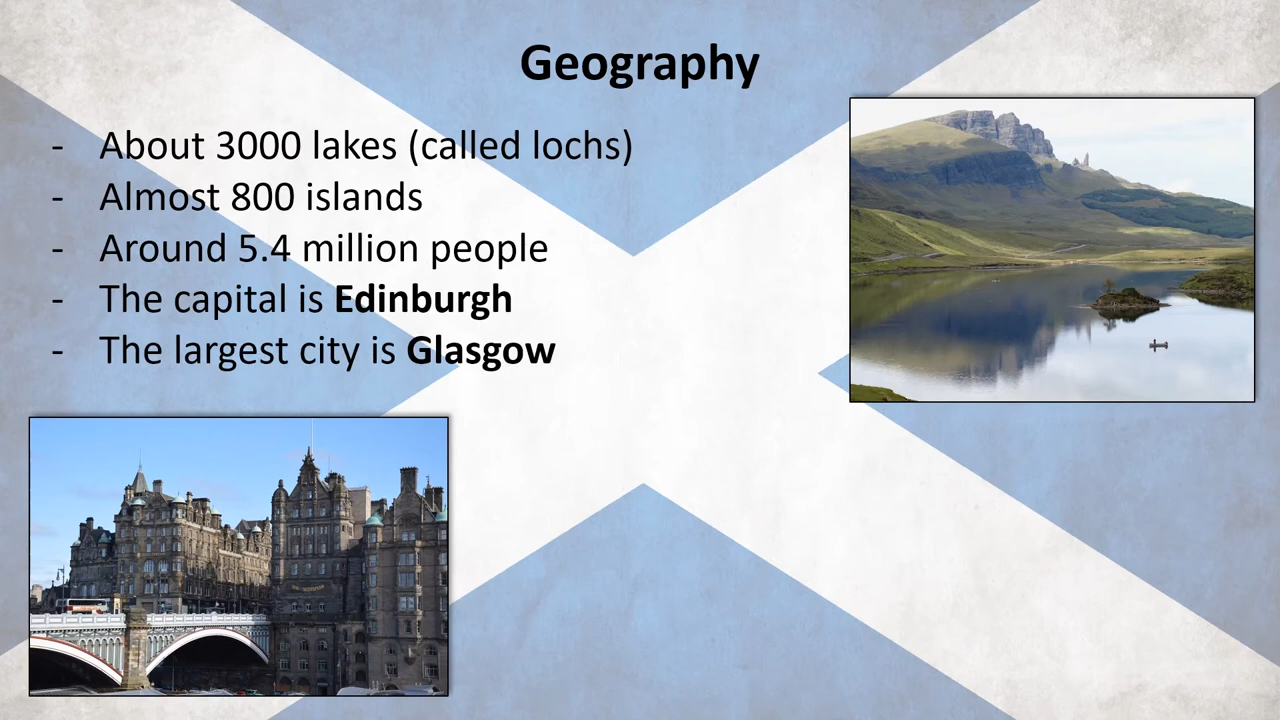 Geography
- About 3000 lakes (called lochs)
- Almost 800 islands
- Around 5.4 million people
- The capital is Edinburgh
- The largest city is Glasgow